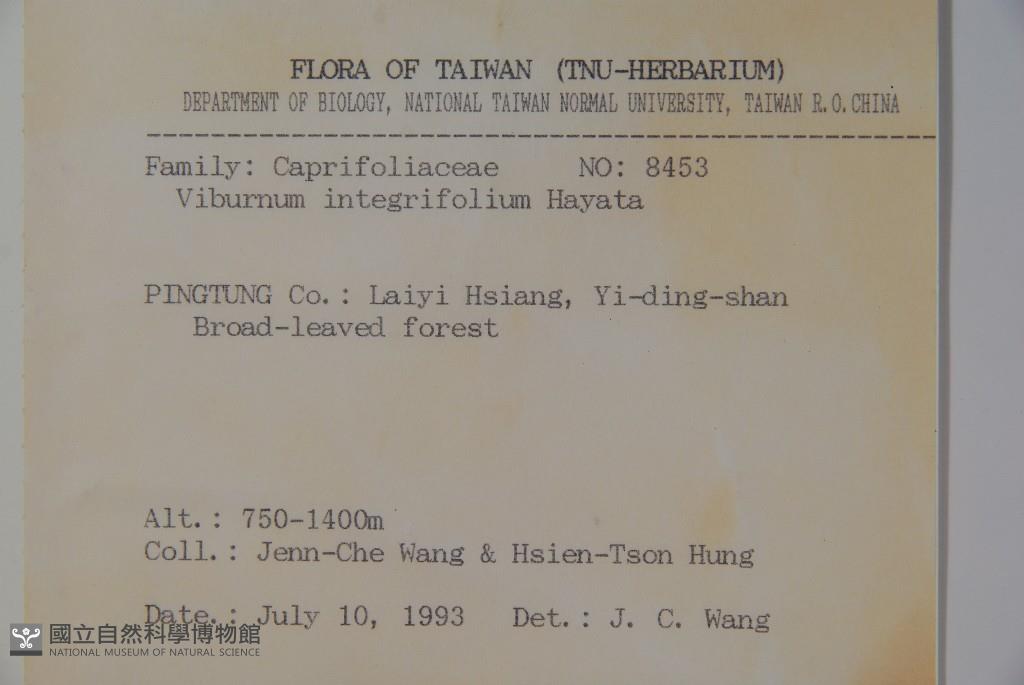 FLORA OF TAIWAN (TNU-HERBARIUM)
DEPARTMENT OF BIOLOGY, NATIONAL TAIWAN NORMAL UNIVERSITY, TAIWAN R.O.CHINA
Family: Caprifoliaceae NO: 8453
Viburnum integrifolium Hayata
PINGTUNG Co.: Laiyi Hsiang, Yi-ding-shan
Broad-leaved forest
Alt.: 750-1400m
Coll.: Jenn-Che Wang & Hsien-Tson Hung
Date.: July 10, 1993 Det.: J. C. Wang
國立自然科學博物館
NATIONAL MUSEUM OF NATURAL SCIENCE